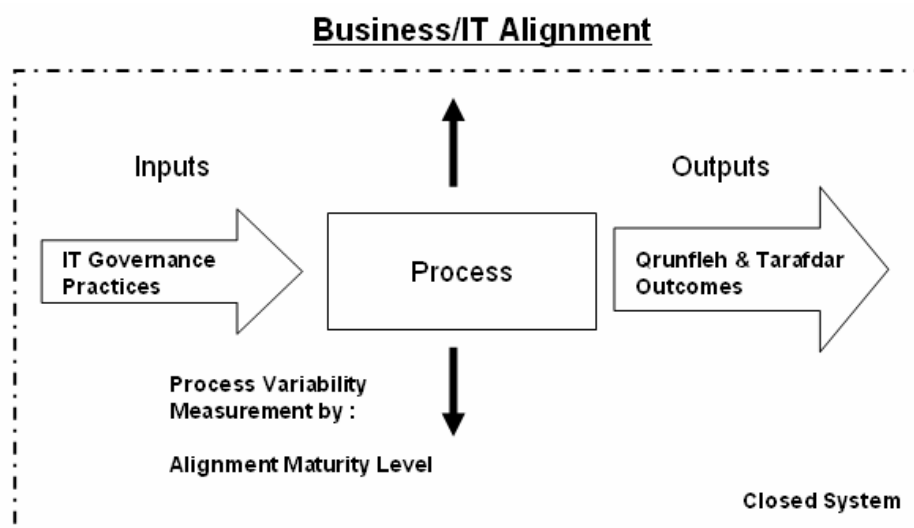 Business/IT Alignment
Inputs
Outputs
IT Governance
Practices
Process
Qrunfleh & Tarafdar
Outcomes
Process Variability
Measurement by :
Alignment Maturity Level
Closed System